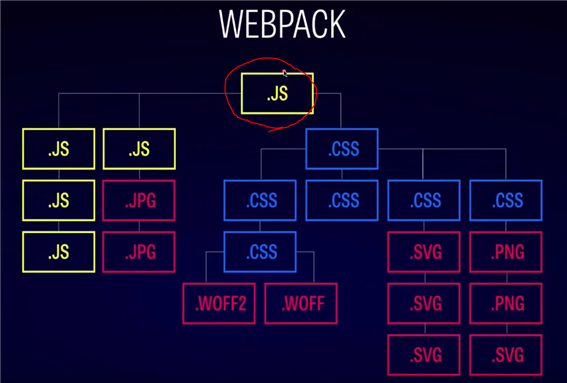 WEBPACK
.JS
.JS .JS .CSS
.JS .JPG .CSS .CSS .CSS .CSS
.JS .JPG .CSS .SVG .PNG
.WOFF2 .WOFF .SVG .PNG
.SVG .SVG